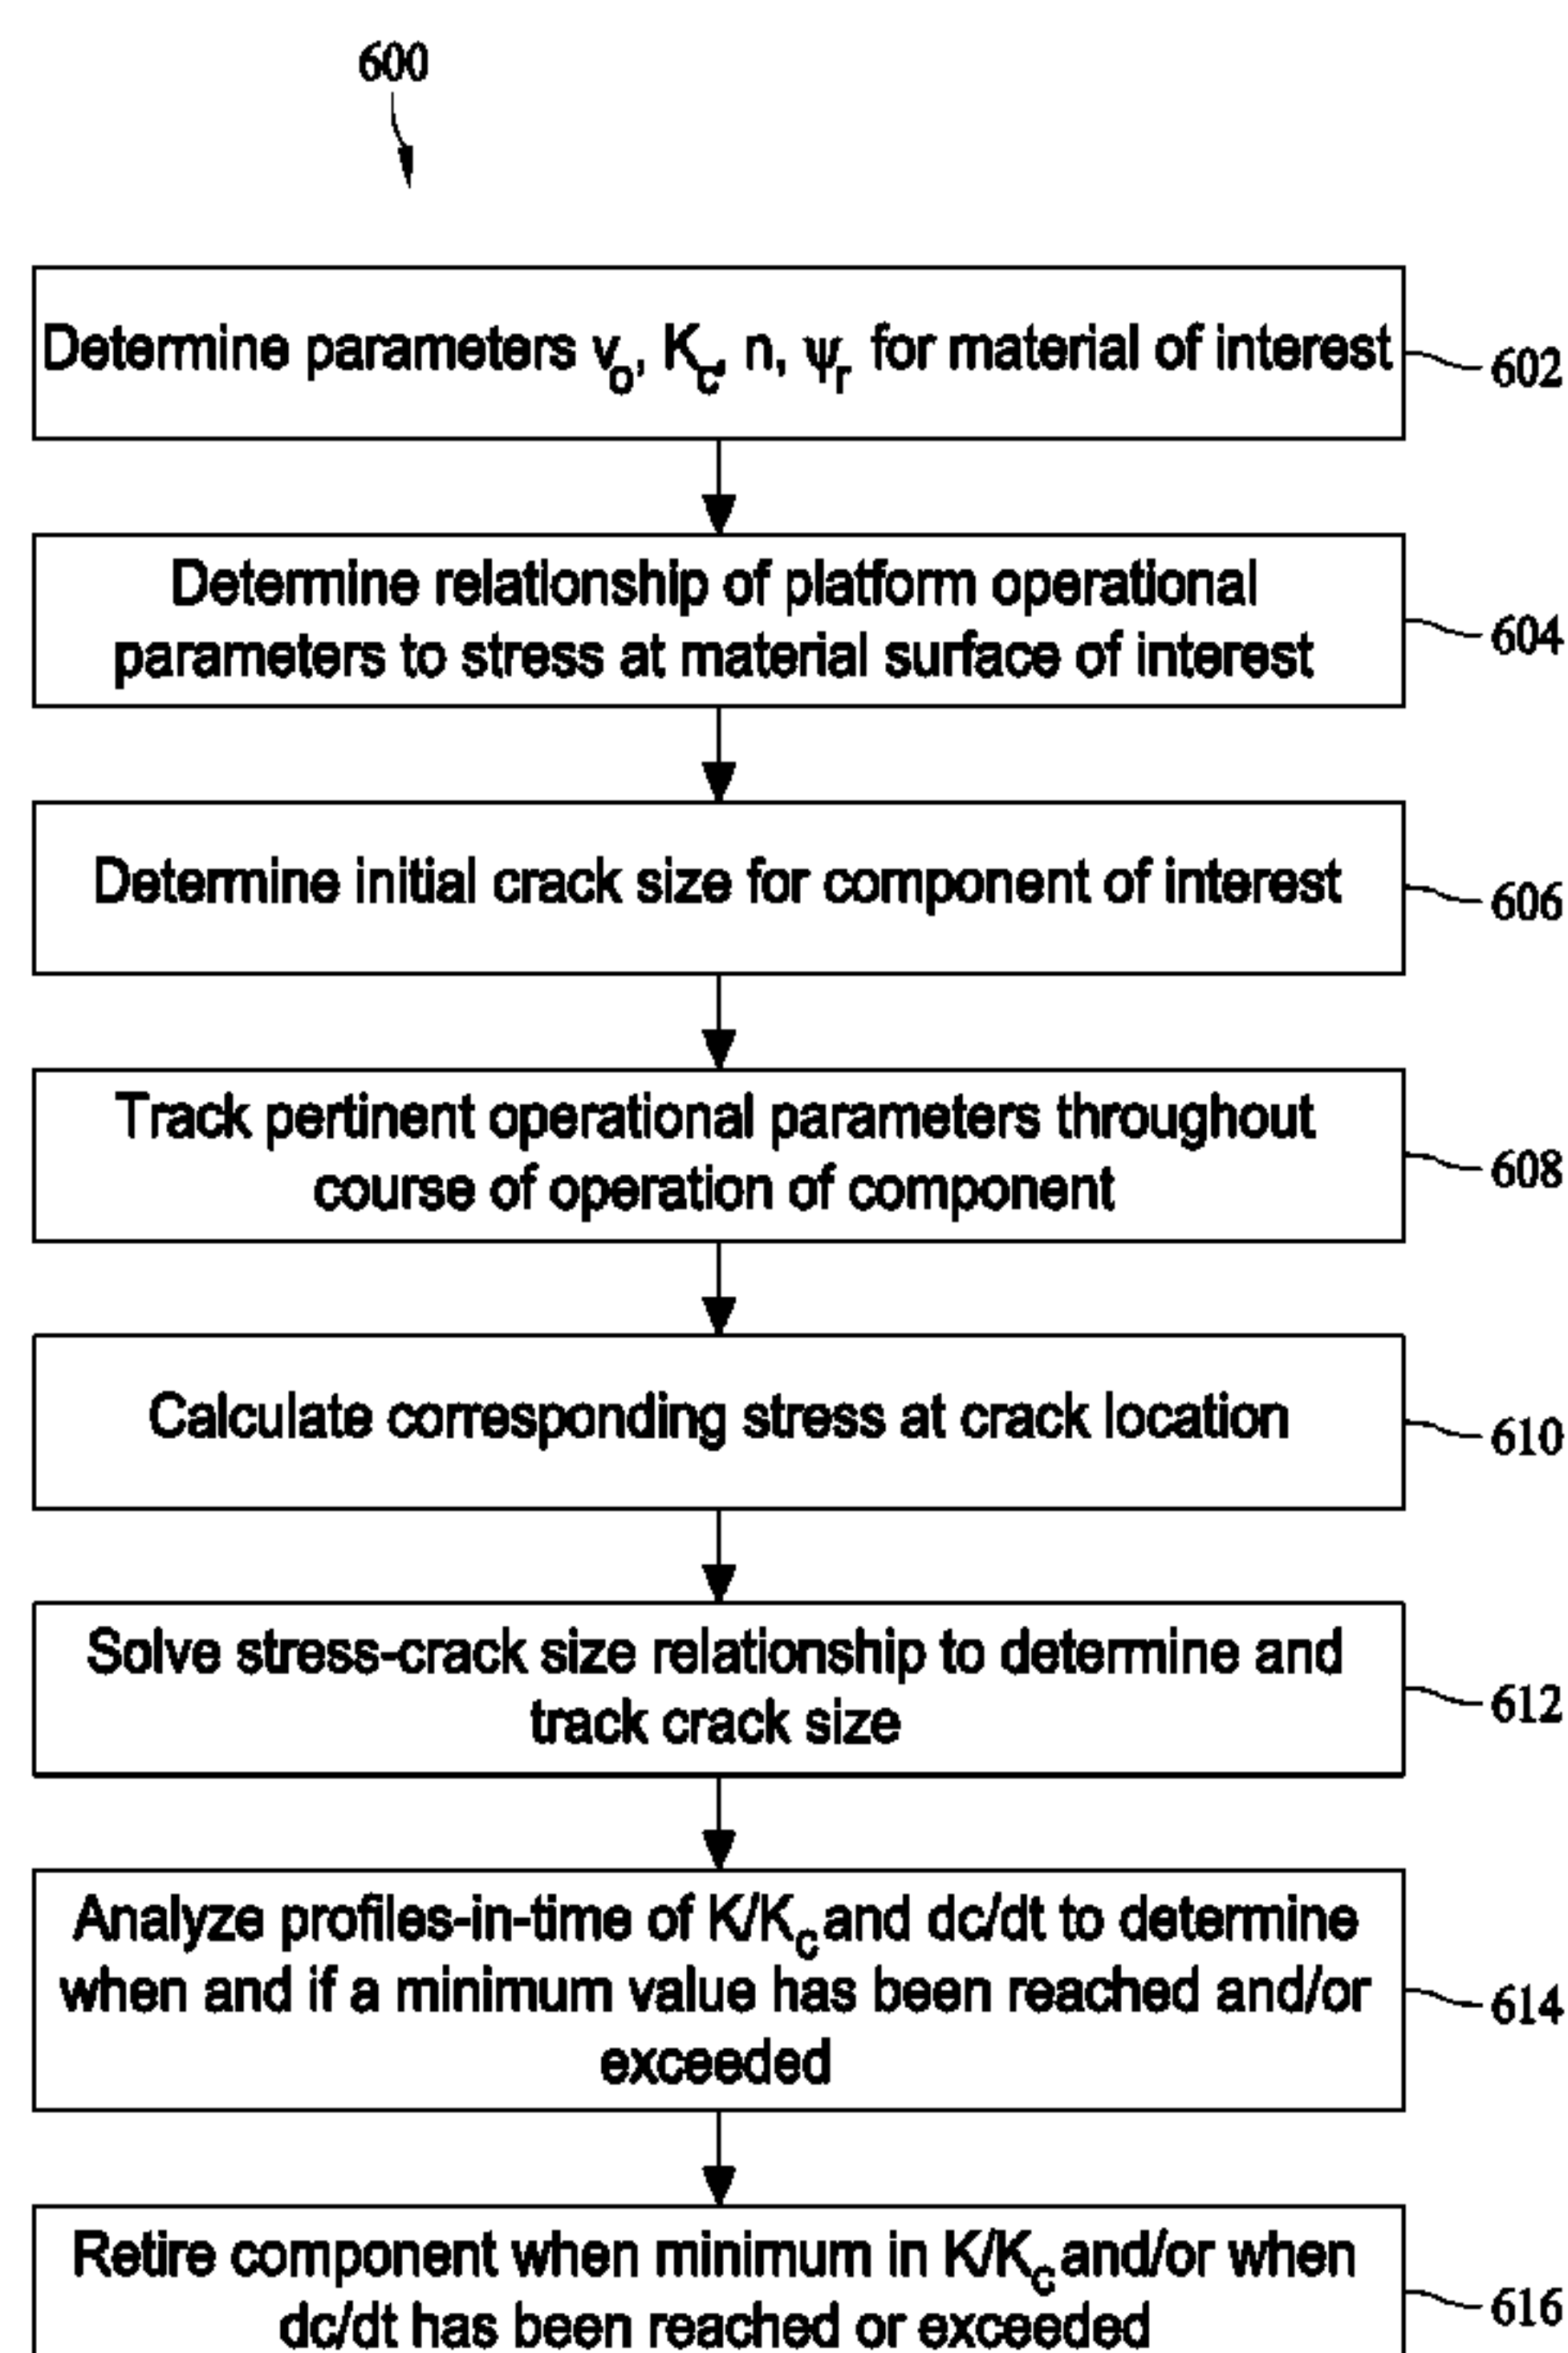 600
Determine parameters v₀, K꜀, n, ψᵣ for material of interest
602
Determine relationship of platform operational
parameters to stress at material surface of interest
604
Determine initial crack size for component of interest
606
Track pertinent operational parameters throughout
course of operation of component
608
Calculate corresponding stress at crack location
610
Solve stress-crack size relationship to determine and
track crack size
612
Analyze profiles-in-time of K/K꜀ and dc/dt to determine
when and if a minimum value has been reached and/or
exceeded
614
Retire component when minimum in K/K꜀ and/or when
dc/dt has been reached or exceeded
616